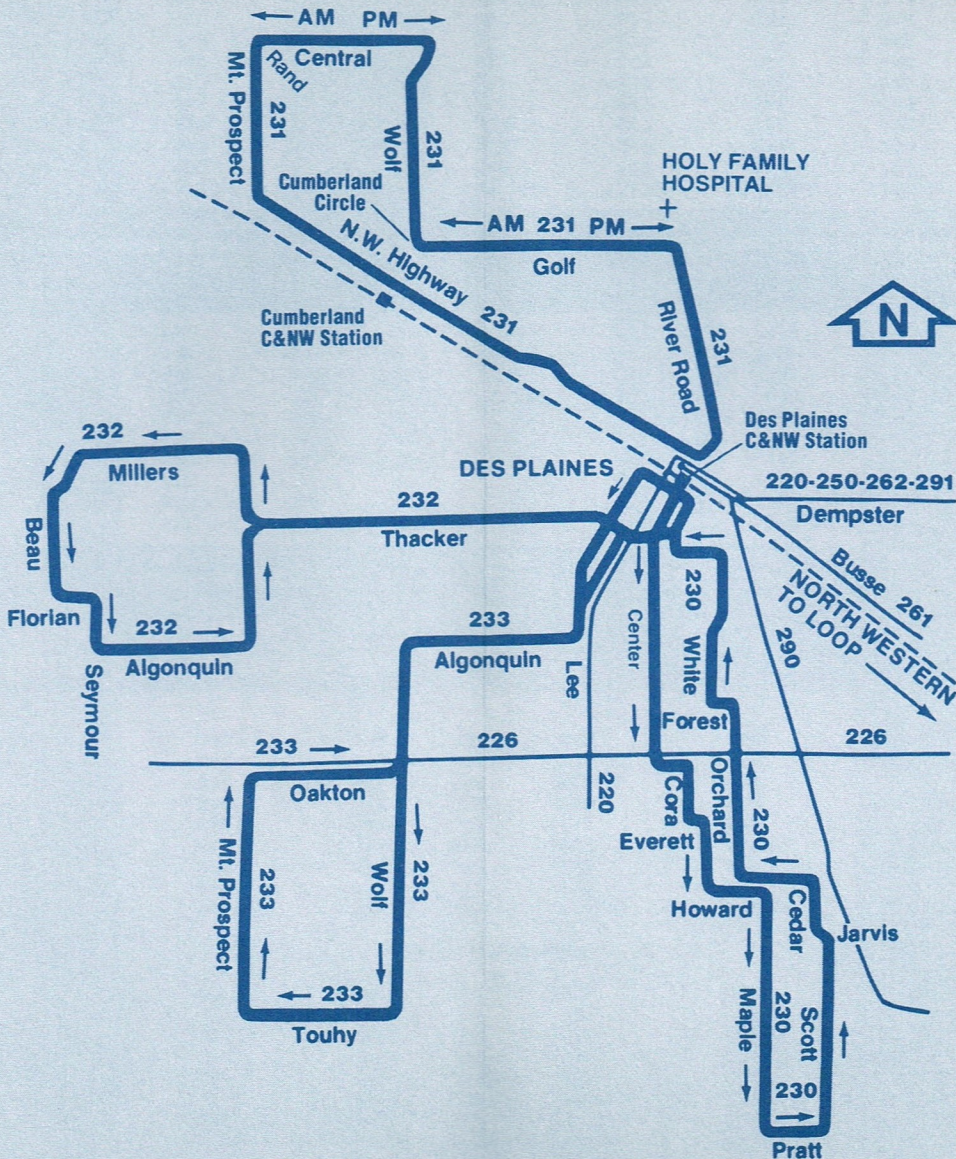 AM PM
Central
Rand
Mt. Prospect
231
Wolf
231
HOLY FAMILY
HOSPITAL
Cumberland
Circle
AM 231 PM
Golf
N.W. Highway
231
N
Cumberland
C&NW Station
River Road
231
Des Plaines
C&NW Station
232
Millers
DES PLAINES
220-250-262-291
Dempster
232
Thacker
Beau
Busse 261
NORTH WESTERN
TO LOOP
230
White
Center
290
Florian
232
Algonquin
233
Algonquin
Lee
Seymour
Forest
233
226
226
Oakton
220
Cora
Orchard
230
Everett
Mt. Prospect
233
Wolf
233
Howard
Cedar
Jarvis
233
Touhy
Maple
230
Scott
230
Pratt